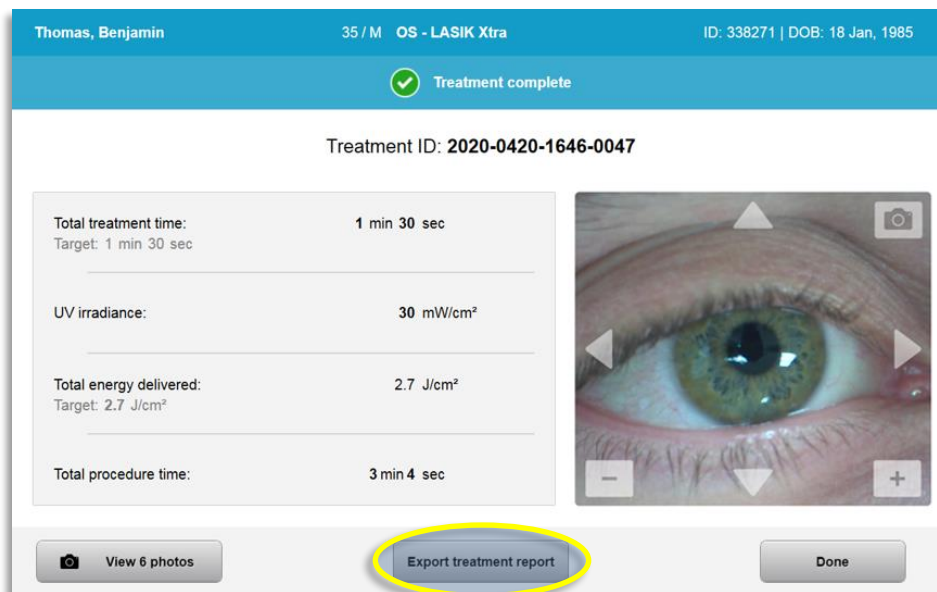 Thomas, Benjamin 35 / M OS - LASIK Xtra ID: 338271 | DOB: 18 Jan, 1985
Treatment complete
Treatment ID: 2020-0420-1646-0047
Total treatment time: 1 min 30 sec
Target: 1 min 30 sec
UV irradiance: 30 mW/cm²
Total energy delivered: 2.7 J/cm²
Target: 2.7 J/cm²
Total procedure time: 3 min 4 sec
View 6 photos Export treatment report Done